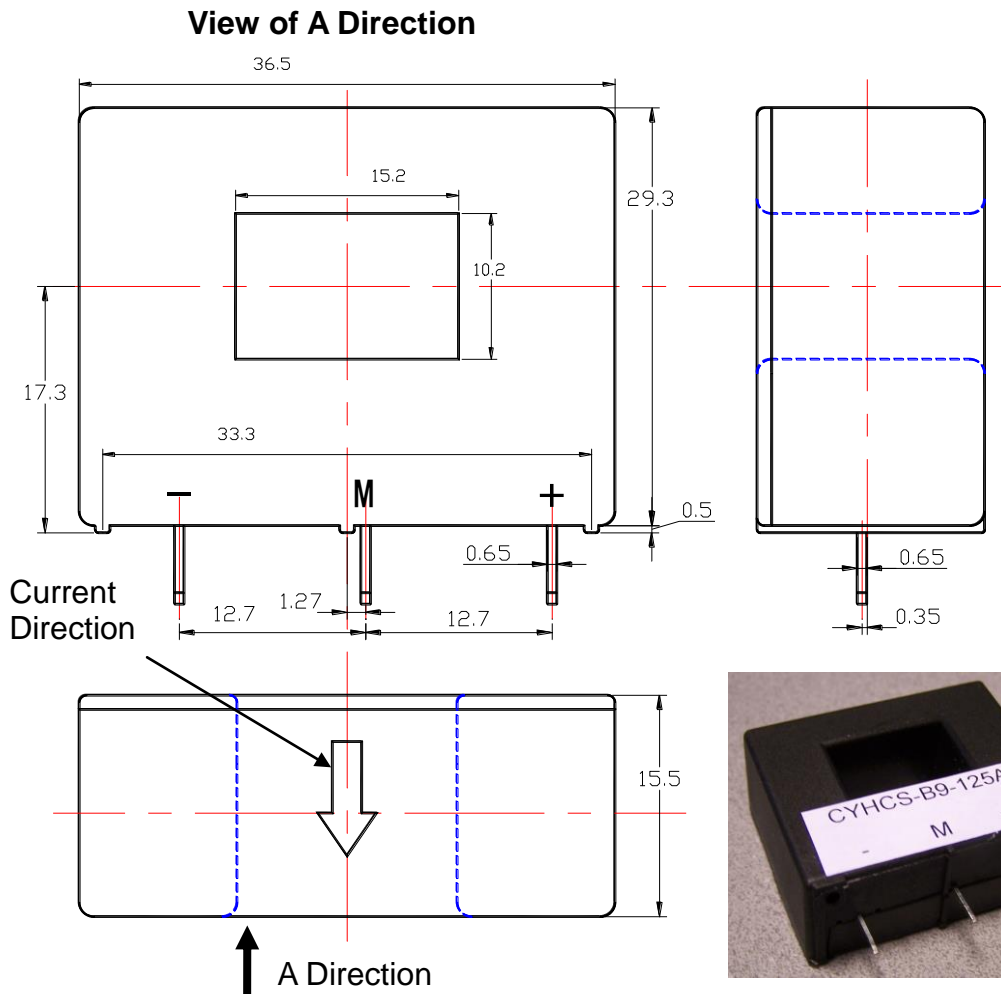 View of A Direction
36.5
15.2
29.3
10.2
17.3
33.3
- M +
0.5
0.65
0.65
Current
Direction
12.7
1.27
12.7
0.35
15.5
CYHCS-B9-125A
- M
A Direction